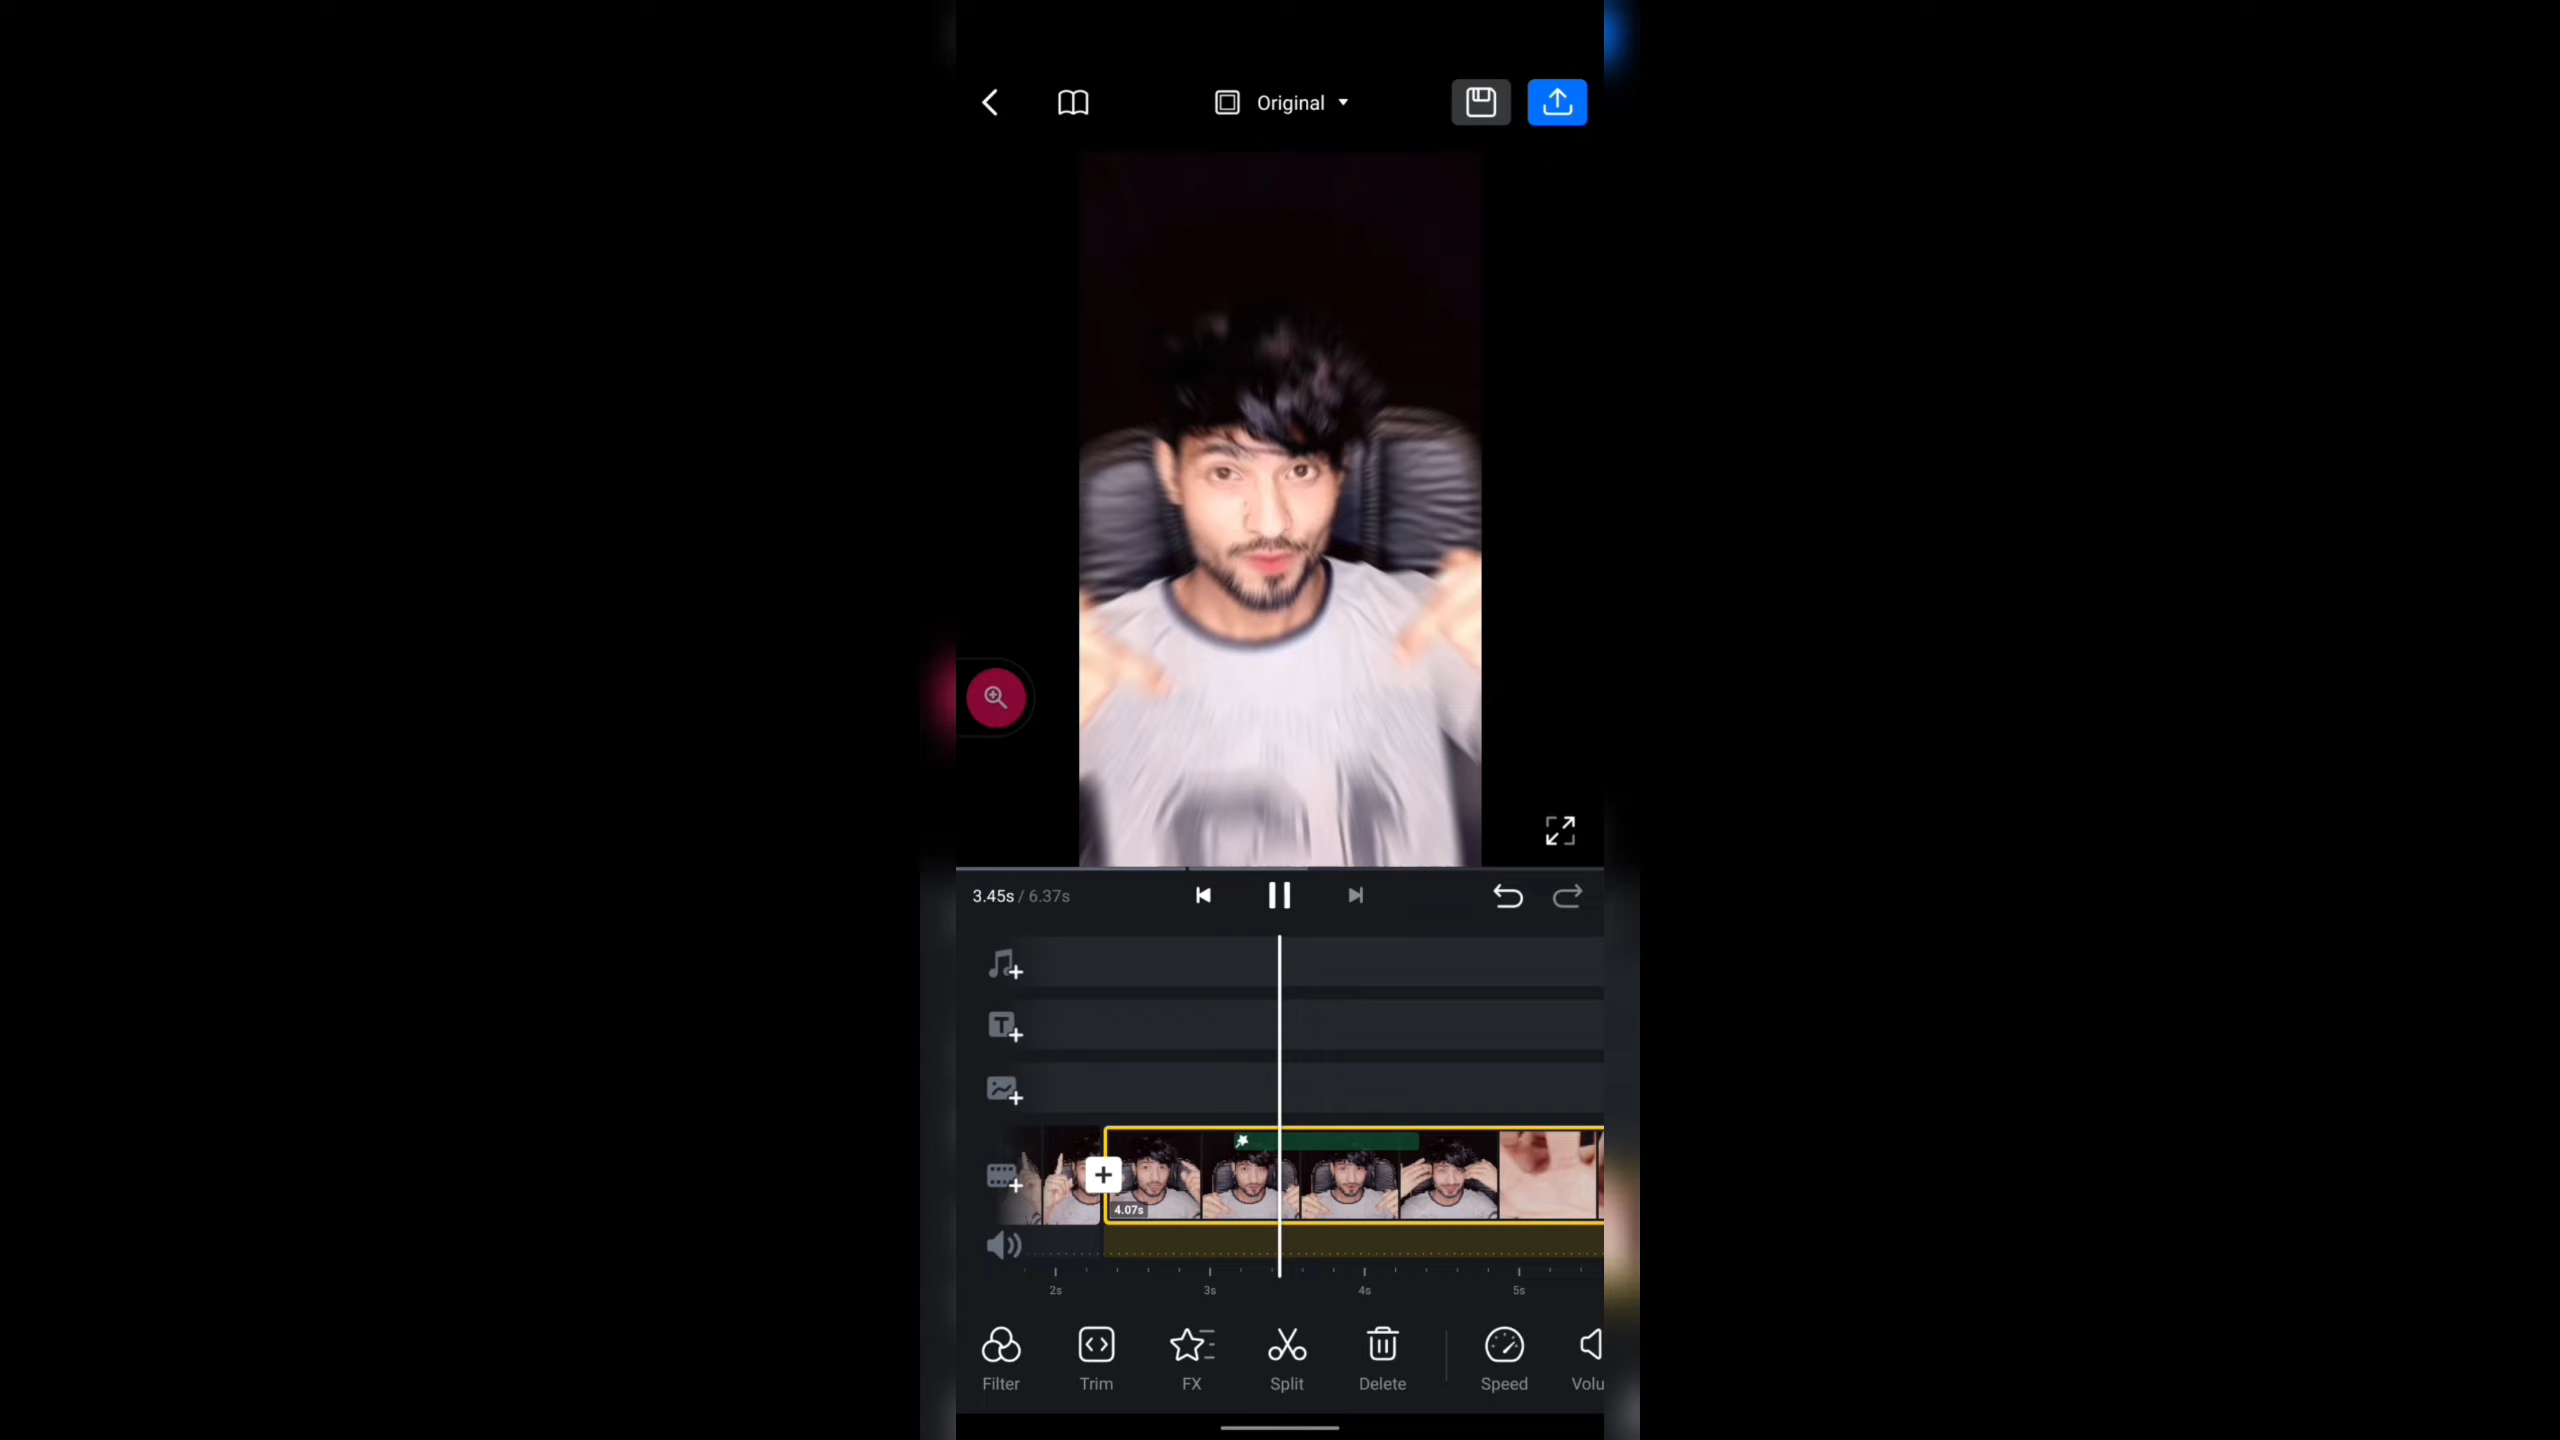 Original
3.45s / 6.37s
4.07s
2s
3s
4s
5s
Filter
Trim
FX
Split
Delete
Speed
Volu